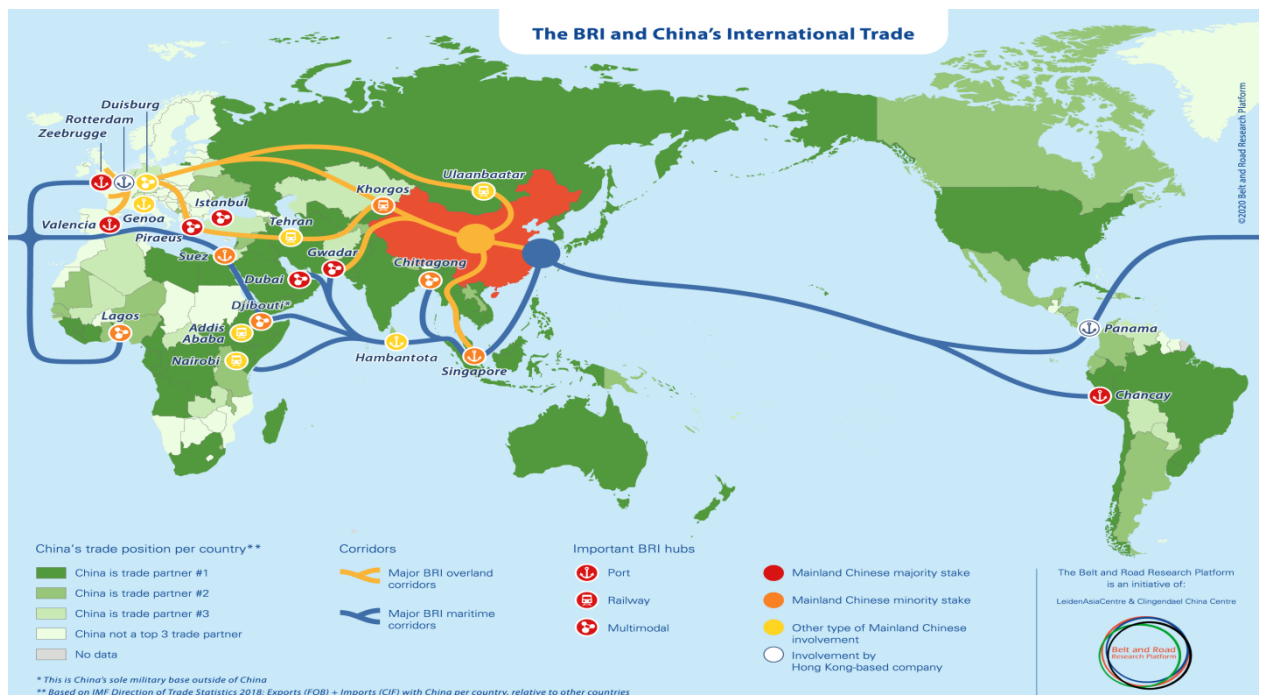 The BRI and China's International Trade
Duisburg
Rotterdam
Zeebrugge
Ulaanbaatar
Khorgos
Istanbul
Genoa
Valencia
Piraeus
Tehran
Suez
Gwadar
Chittagong
Dubai
Djibouti*
Lagos
Addis
Ababa
Nairobi
Hambantota
Singapore
Panama
Chancay
©2020 Belt and Road Research Platform
China's trade position per country**
China is trade partner #1
China is trade partner #2
China is trade partner #3
China not a top 3 trade partner
No data
Corridors
Major BRI overland
corridors
Major BRI maritime
corridors
Important BRI hubs
Port
Railway
Multimodal
Mainland Chinese majority stake
Mainland Chinese minority stake
Other type of Mainland Chinese
involvement
Involvement by
Hong Kong-based company
The Belt and Road Research Platform
is an initiative of:
LeidenAsiaCentre & Clingendael China Centre
Belt and Road
Research Platform
* This is China's sole military base outside of China
** Based on IMF Direction of Trade Statistics 2018: Exports (FOB) + Imports (CIF) with China per country, relative to other countries